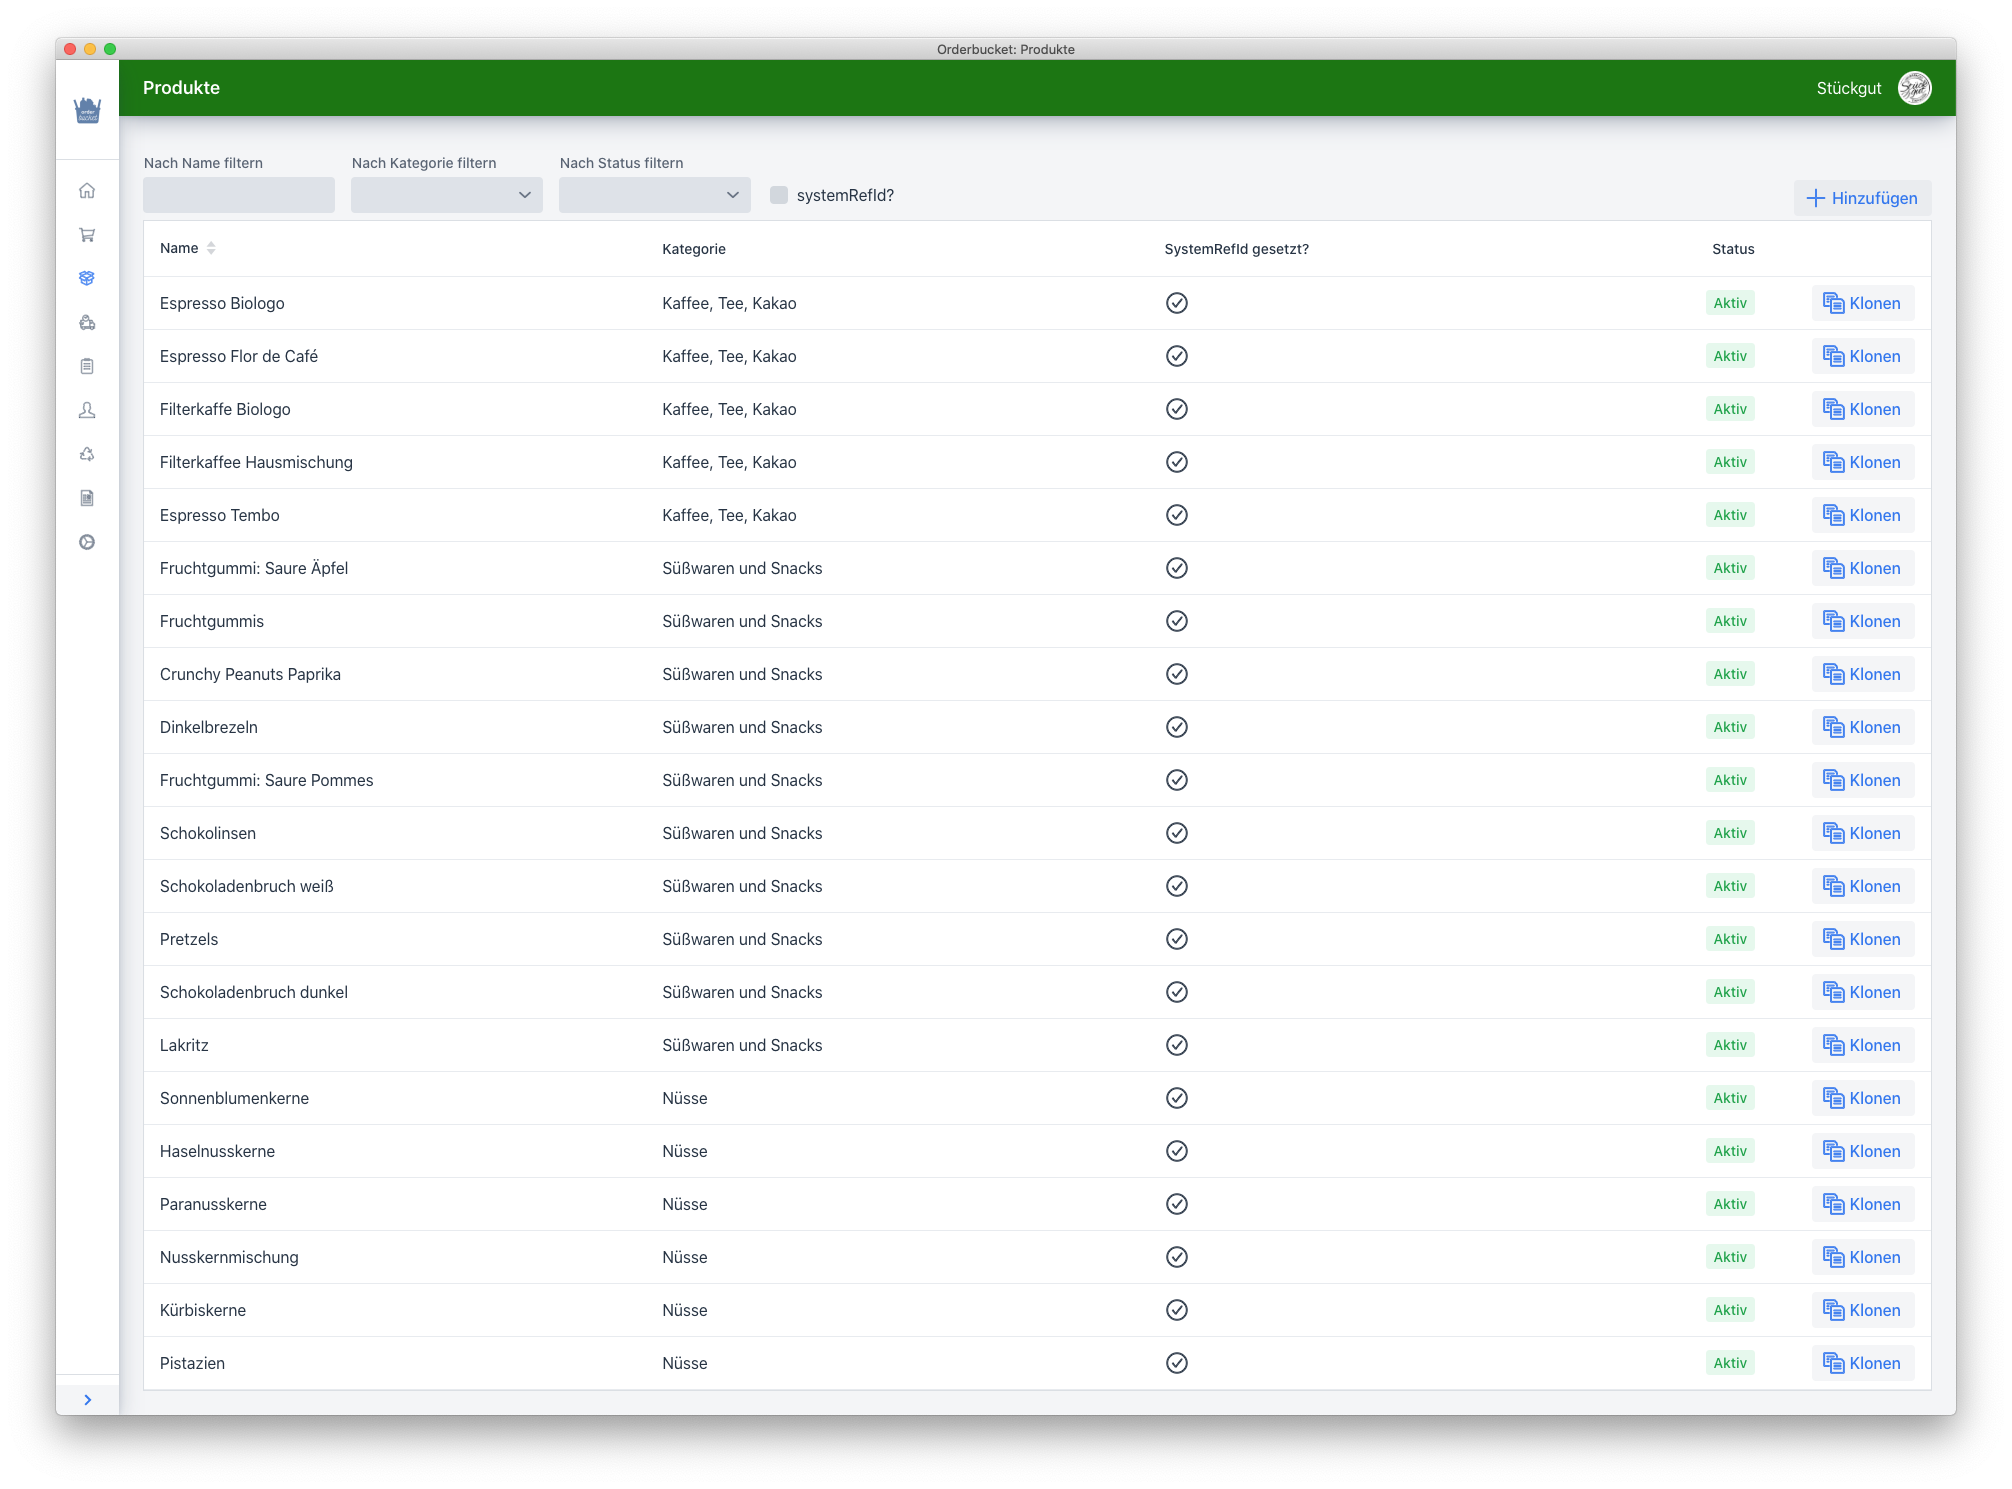 Orderbucket: Produkte
Produkte
Stückgut
order
bucket
Nach Name filtern Nach Kategorie filtern Nach Status filtern
systemRefId?
Hinzufügen
Name Kategorie SystemRefId gesetzt? Status
Espresso Biologo Kaffee, Tee, Kakao Aktiv Klonen
Espresso Flor de Café Kaffee, Tee, Kakao Aktiv Klonen
Filterkaffe Biologo Kaffee, Tee, Kakao Aktiv Klonen
Filterkaffee Hausmischung Kaffee, Tee, Kakao Aktiv Klonen
Espresso Tembo Kaffee, Tee, Kakao Aktiv Klonen
Fruchtgummi: Saure Äpfel Süßwaren und Snacks Aktiv Klonen
Fruchtgummis Süßwaren und Snacks Aktiv Klonen
Crunchy Peanuts Paprika Süßwaren und Snacks Aktiv Klonen
Dinkelbrezeln Süßwaren und Snacks Aktiv Klonen
Fruchtgummi: Saure Pommes Süßwaren und Snacks Aktiv Klonen
Schokolinsen Süßwaren und Snacks Aktiv Klonen
Schokoladenbruch weiß Süßwaren und Snacks Aktiv Klonen
Pretzels Süßwaren und Snacks Aktiv Klonen
Schokoladenbruch dunkel Süßwaren und Snacks Aktiv Klonen
Lakritz Süßwaren und Snacks Aktiv Klonen
Sonnenblumenkerne Nüsse Aktiv Klonen
Haselnusskerne Nüsse Aktiv Klonen
Paranusskerne Nüsse Aktiv Klonen
Nusskernmischung Nüsse Aktiv Klonen
Kürbiskerne Nüsse Aktiv Klonen
Pistazien Nüsse Aktiv Klonen